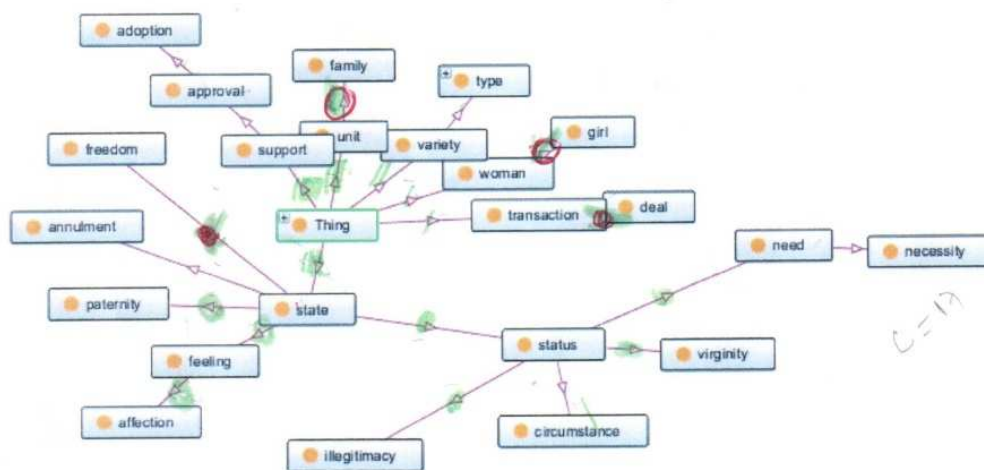 adoption
family
type
approval
girl
freedom
unit
variety
support
woman
deal
transaction
annulment
Thing
need
necessity
paternity
state
status
virginity
feeling
affection
circumstance
illegitimacy
C = 17